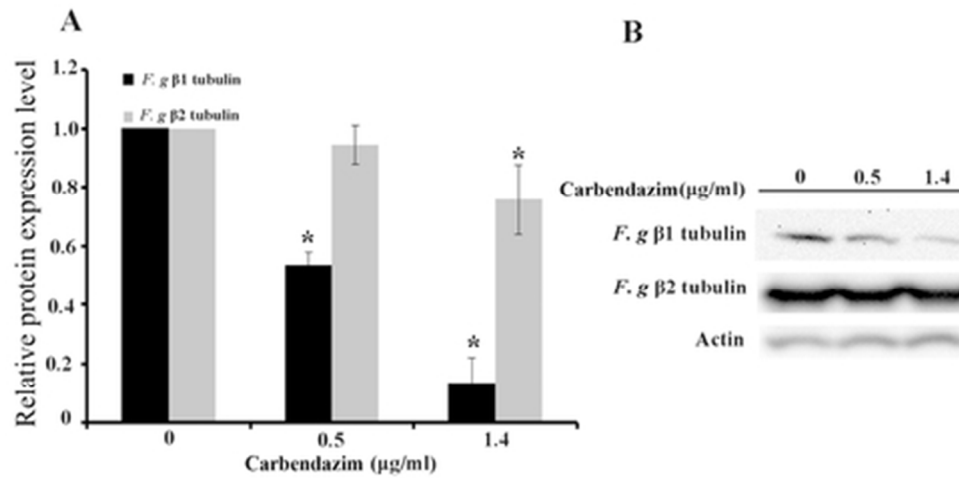 A
Relative protein expression level
1.2
1.0
0.8
0.6
0.4
0.2
0
F. g β1 tubulin
F. g β2 tubulin
*
*
*
0 0.5 1.4
Carbendazim (μg/ml)
B
Carbendazim(μg/ml) 0 0.5 1.4
F. g β1 tubulin
F. g β2 tubulin
Actin